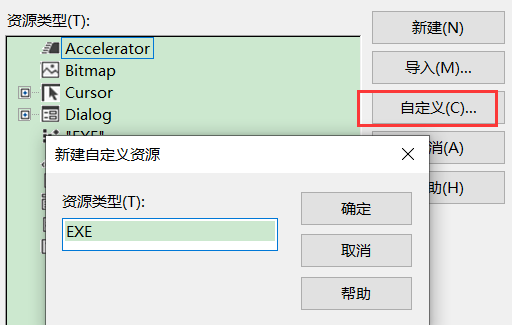 资源类型(T):
Accelerator
新建(N)
Bitmap
导入(M)...
Cursor
自定义(C)...
Dialog
"EXE"
消(A)
新建自定义资源
助(H)
资源类型(T):
确定
EXE
取消
帮助